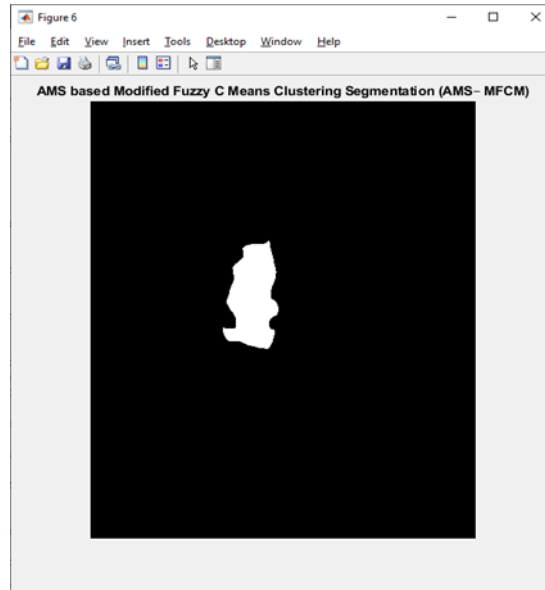 Figure 6
File Edit View Insert Tools Desktop Window Help
AMS based Modified Fuzzy C Means Clustering Segmentation (AMS– MFCM)